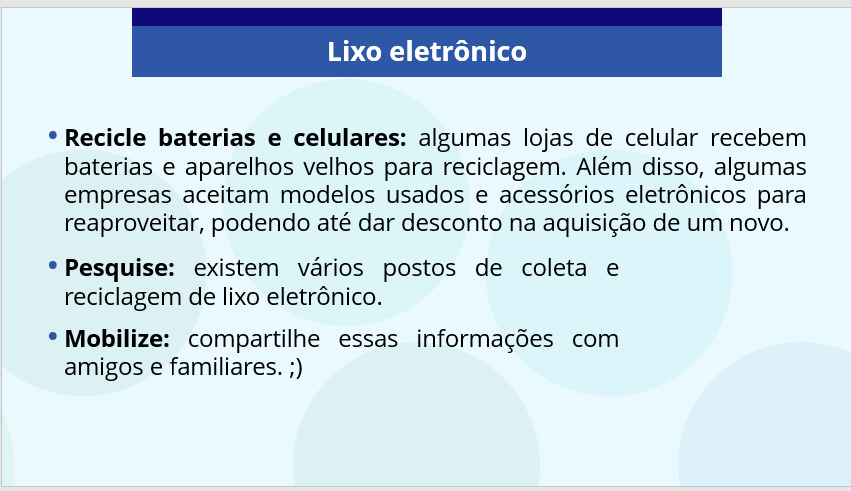 Lixo eletrônico
• Recicle baterias e celulares: algumas lojas de celular recebem
baterias e aparelhos velhos para reciclagem. Além disso, algumas
empresas aceitam modelos usados e acessórios eletrônicos para
reaproveitar, podendo até dar desconto na aquisição de um novo.
• Pesquise: existem vários postos de coleta e
reciclagem de lixo eletrônico.
• Mobilize: compartilhe essas informações com
amigos e familiares. ;)